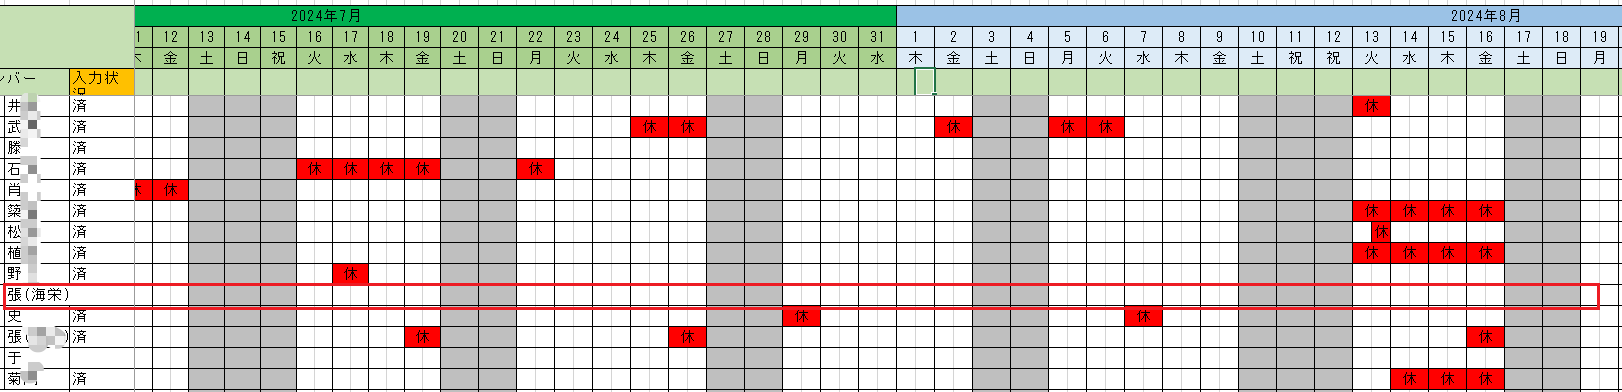 2024年7月 2024年8月
12 13 14 15 16 17 18 19 20 21 22 23 24 25 26 27 28 29 30 31 1 2 3 4 5 6 7 8 9 10 11 12 13 14 15 16 17 18 19
木 金 土 日 祝 火 水 木 金 土 日 月 火 水 木 金 土 日 月 火 水 木 金 土 日 月 火 水 木 金 土 祝 祝 火 水 木 金 土 日 月
ンバー 入力状
井 済 休
武 済 休 休 休 休 休
滕 済
石 済 休 休 休 休 休
肖 済 休 休
築 済 休 休 休 休
松 済 休
植 済 休 休 休 休
野 済 休
張(海栄)
史 済 休 休
張( ) 済 休 休 休
于
菊 済 休 休 休